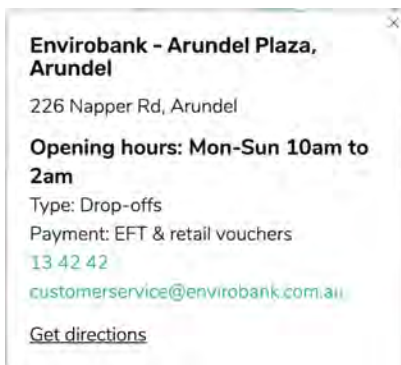 Envirobank - Arundel Plaza,
Arundel
226 Napper Rd, Arundel
Opening hours: Mon-Sun 10am to
2am
Type: Drop-offs
Payment: EFT & retail vouchers
13 42 42
customerservice@envirobank.com.au
Get directions